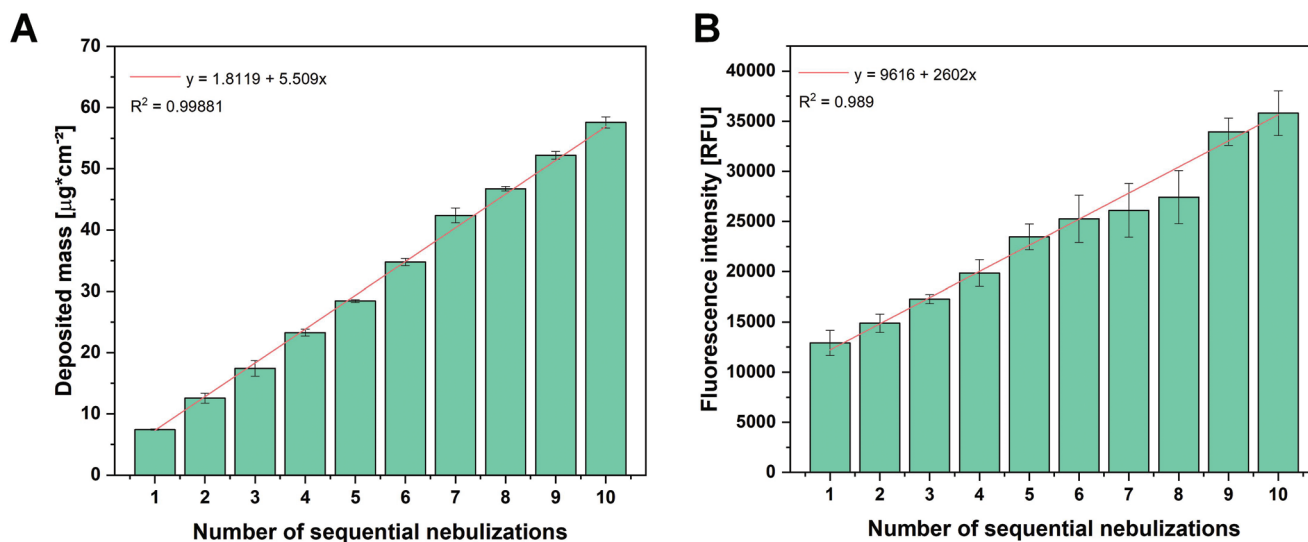 A
70
60
50
40
30
20
10
0
Deposited mass [µg*cm⁻²]
y = 1.8119 + 5.509x
R² = 0.99881
1 2 3 4 5 6 7 8 9 10
Number of sequential nebulizations
B
40000
35000
30000
25000
20000
15000
10000
5000
0
Fluorescence intensity [RFU]
y = 9616 + 2602x
R² = 0.989
1 2 3 4 5 6 7 8 9 10
Number of sequential nebulizations